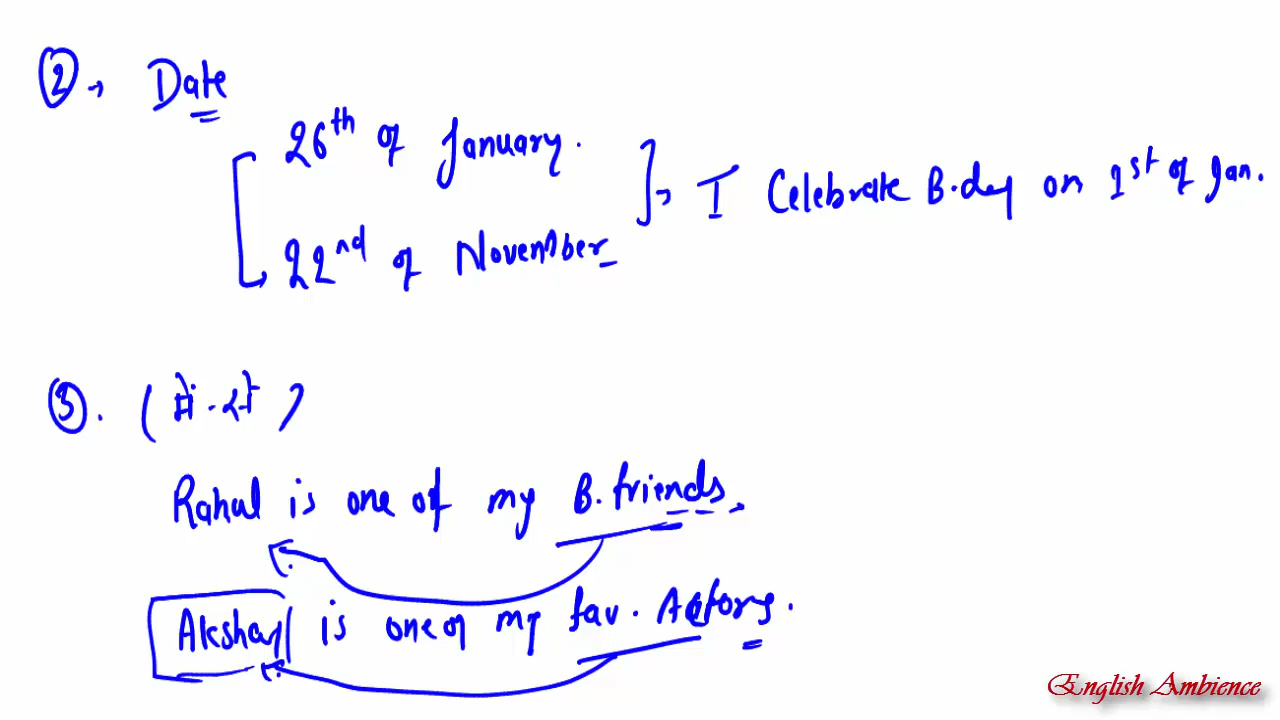 2 → Date
26th of January.
I Celebrate B.day on 1st of Jan.
22nd of November
3. (में से)
Rahul is one of my B. friends.
Akshay is one of my fav. Actors.
English Ambience